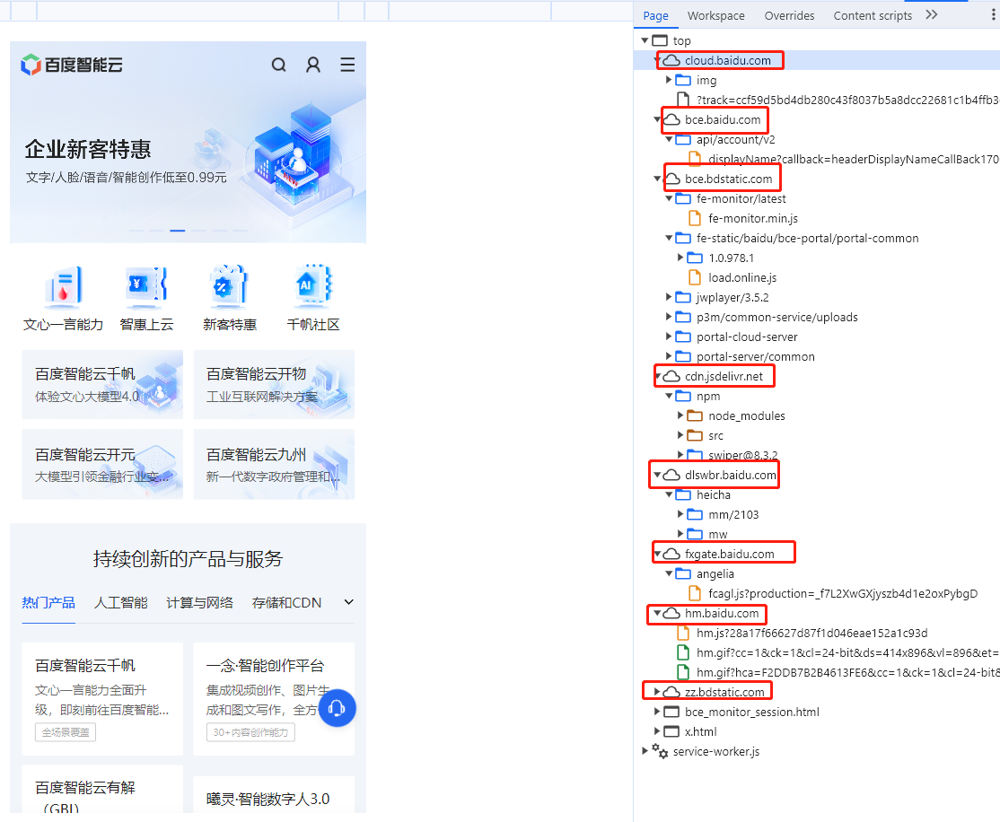 百度智能云
企业新客特惠
文字/人脸/语音/智能创作低至0.99元
文心一言能力
智惠上云
新客特惠
千帆社区
百度智能云千帆
体验文心大模型4.0
百度智能云开物
工业互联网解决方案
百度智能云开元
大模型引领金融行业变...
百度智能云九州
新一代数字政府管理和...
持续创新的产品与服务
热门产品
人工智能
计算与网络
存储和CDN
百度智能云千帆
文心一言能力全面升
级，即刻前往百度智能...
全场景覆盖
一念·智能创作平台
集成视频创作、图片生
成和图文写作，全方
30+内容创作能力
百度智能云有解
（GBI）
曦灵·智能数字人3.0
Page
Workspace
Overrides
Content scripts
top
cloud.baidu.com
img
?track=ccf59d5bd4db280c43f8037b5a8dcc22681c1b4ffb3
bce.baidu.com
api/account/v2
displayName?callback=headerDisplayNameCallBack170
bce.bdstatic.com
fe-monitor/latest
fe-monitor.min.js
fe-static/baidu/bce-portal/portal-common
1.0.978.1
load.online.js
jwplayer/3.5.2
p3m/common-service/uploads
portal-cloud-server
portal-server/common
cdn.jsdelivr.net
npm
node_modules
src
swiper@8.3.2
dlswbr.baidu.com
heicha
mm/2103
mw
fxgate.baidu.com
angelia
fcagl.js?production=_f7L2XwGXjyszb4d1e2oxPybgD
hm.baidu.com
hm.js?28a17f66627d87f1d046eae152a1c93d
hm.gif?cc=1&ck=1&cl=24-bit&ds=414x896&vl=896&et=
hm.gif?hca=F2DDB7B2B4613FE6&cc=1&ck=1&cl=24-bit&
zz.bdstatic.com
bce_monitor_session.html
x.html
service-worker.js